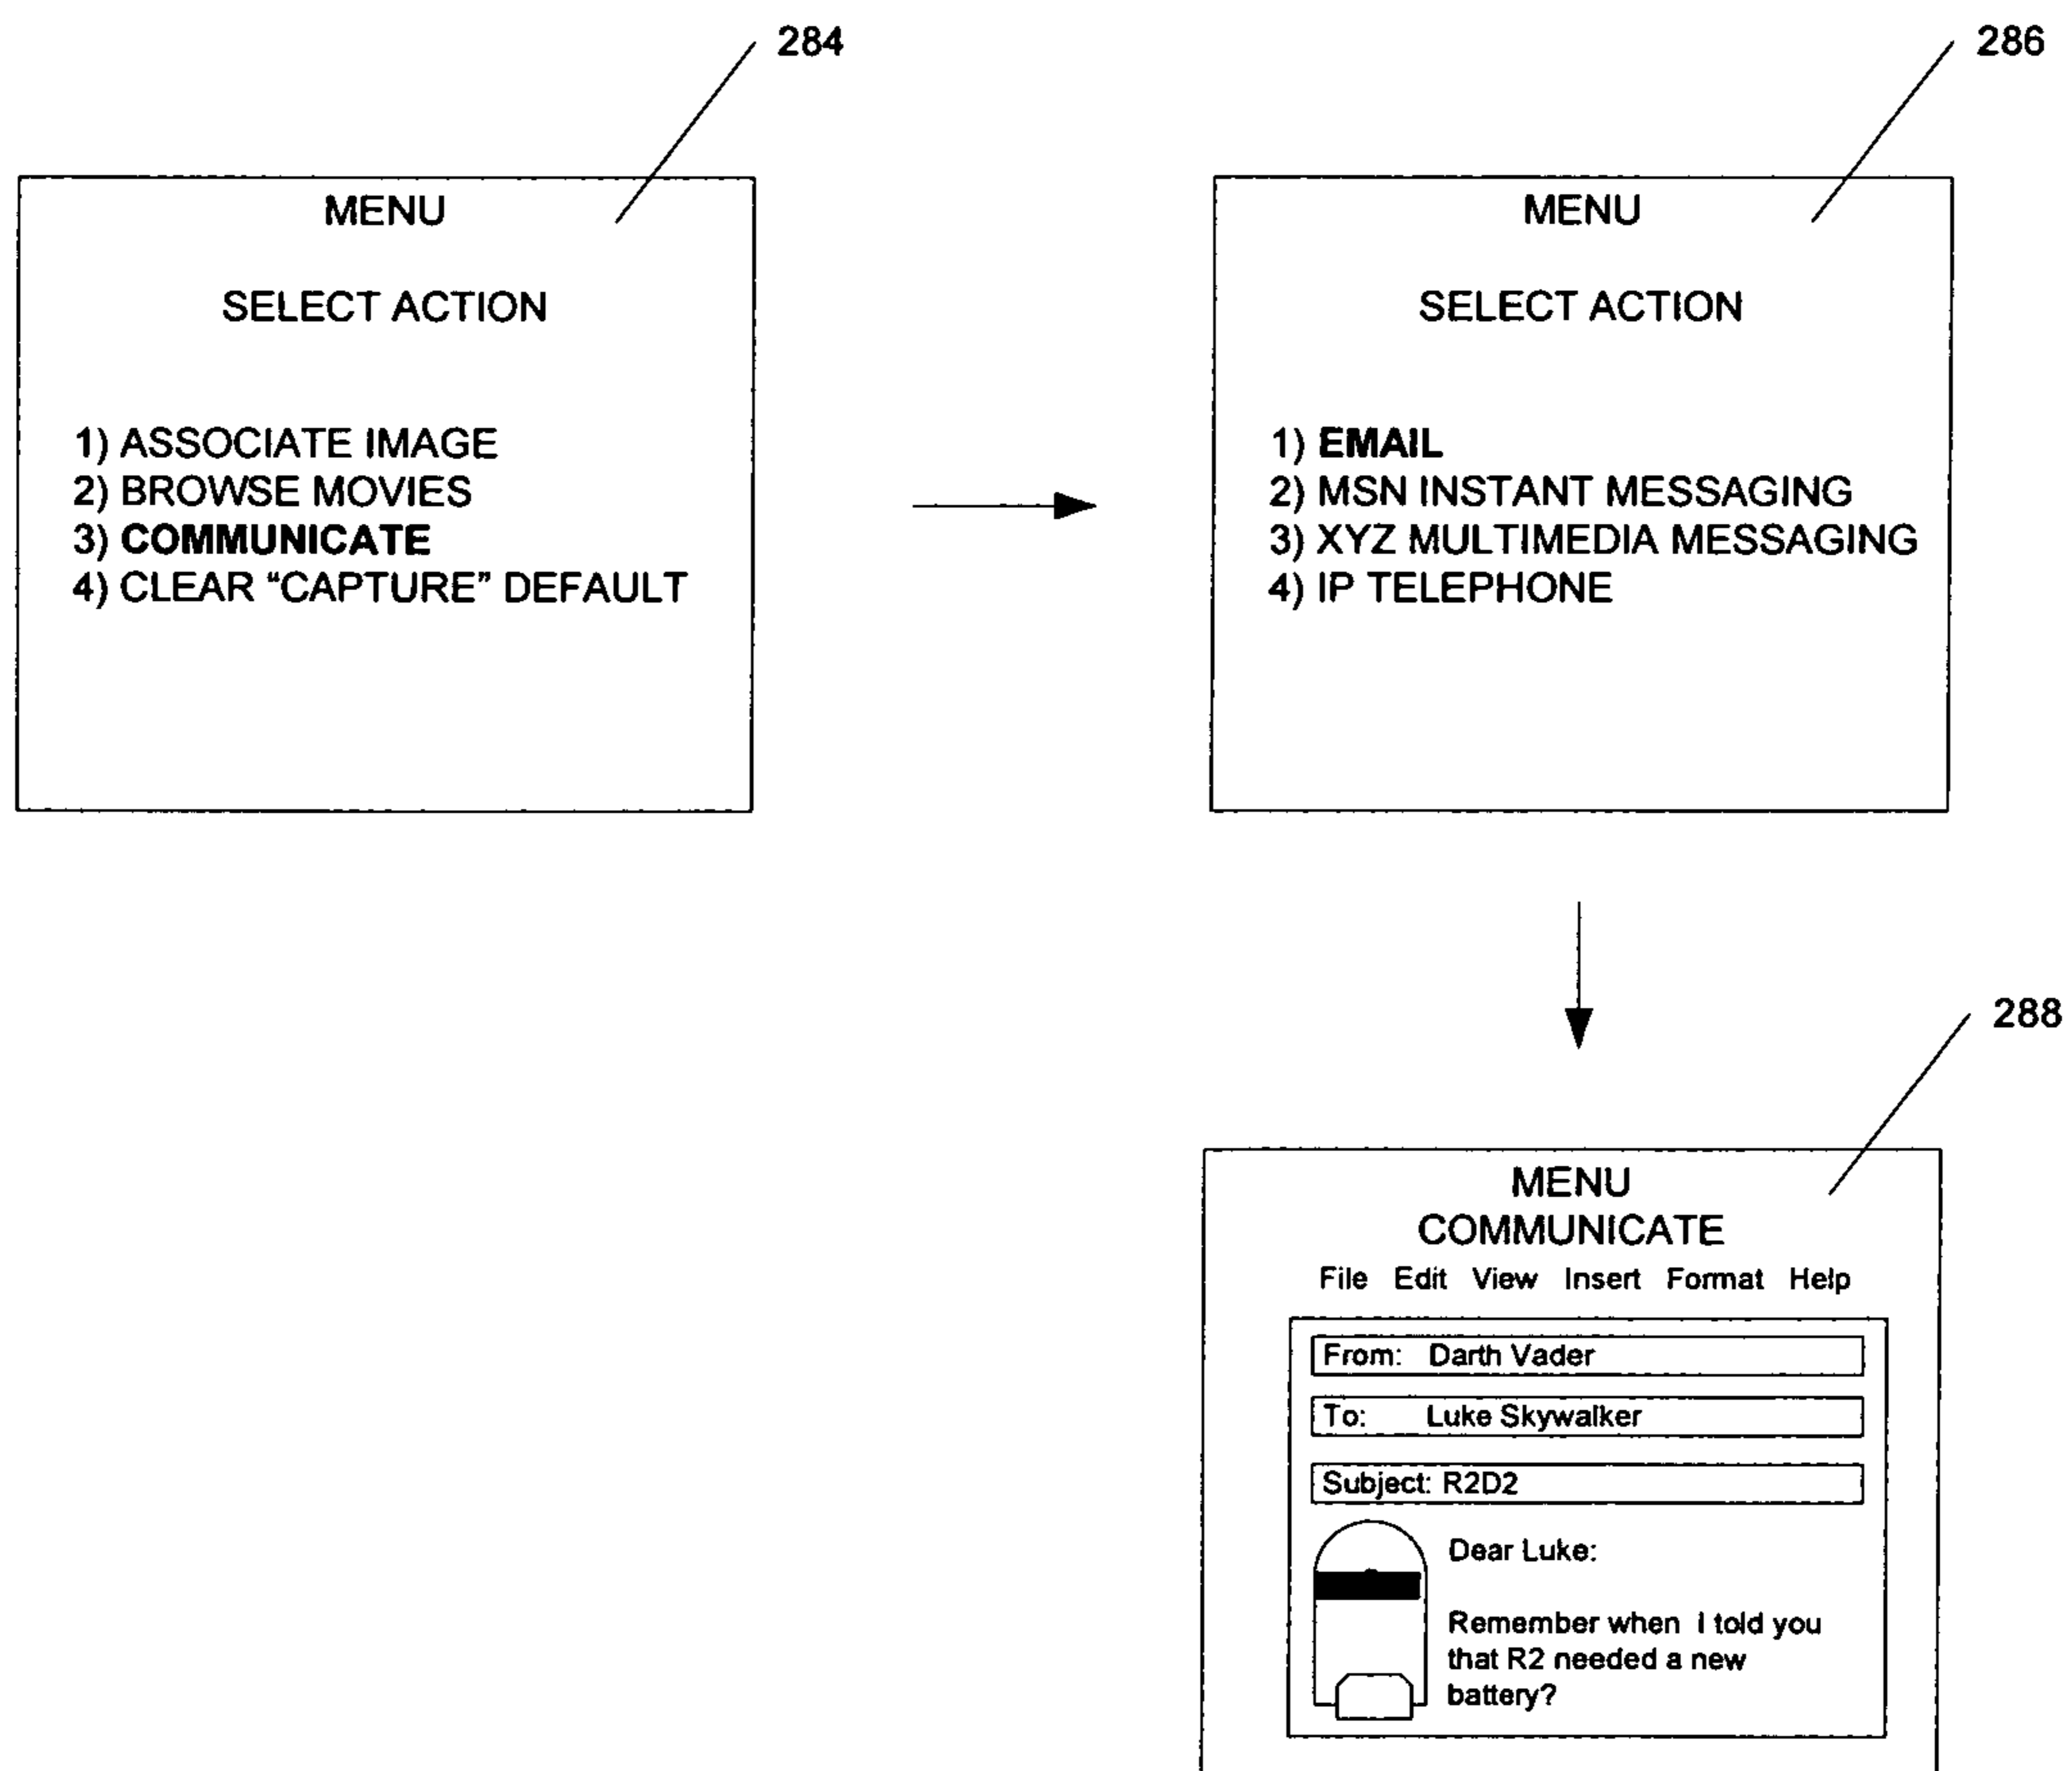 284
MENU
SELECT ACTION
1) ASSOCIATE IMAGE
2) BROWSE MOVIES
3) COMMUNICATE
4) CLEAR “CAPTURE” DEFAULT
286
MENU
SELECT ACTION
1) EMAIL
2) MSN INSTANT MESSAGING
3) XYZ MULTIMEDIA MESSAGING
4) IP TELEPHONE
288
MENU
COMMUNICATE
File Edit View Insert Format Help
From: Darth Vader
To: Luke Skywalker
Subject: R2D2
Dear Luke:
Remember when I told you
that R2 needed a new
battery?